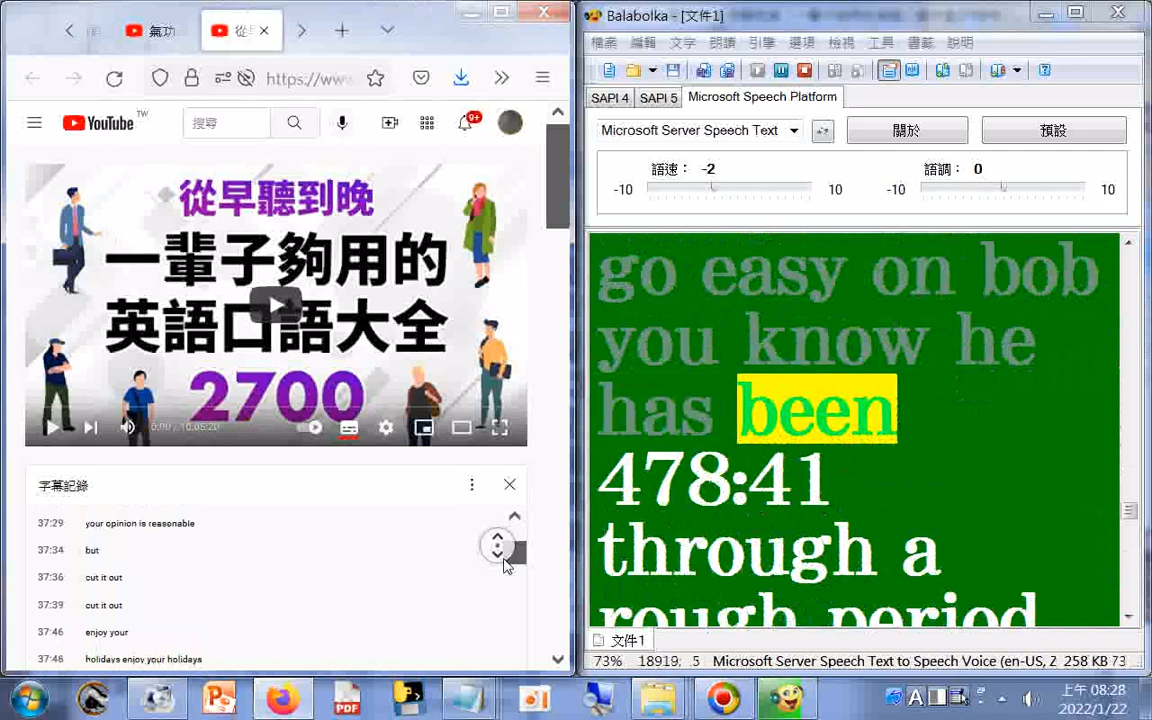 氣功
https://www.
YouTube TW
搜尋
9+
從早聽到晚
一輩子夠用的
英語口語大全
2700
0:00 / 10:05:20
字幕記錄
37:29 your opinion is reasonable
37:34 but
37:36 cut it out
37:39 cut it out
37:46 enjoy your
37:48 holidays enjoy your holidays
Balabolka - [文件1]
檔案 編輯 文字 朗讀 引擎 選項 檢視 工具 書籤 說明
SAPI 4 SAPI 5 Microsoft Speech Platform
Microsoft Server Speech Text 關於 預設
語速： -2 語調： 0
-10 10 -10 10
go easy on bob
you know he
has been
478:41
through a
rough period
文件1
73% 18919: 5 Microsoft Server Speech Text to Speech Voice (en-US, Z 258 KB 73
PDF
A
上午 08:28
2022/1/22